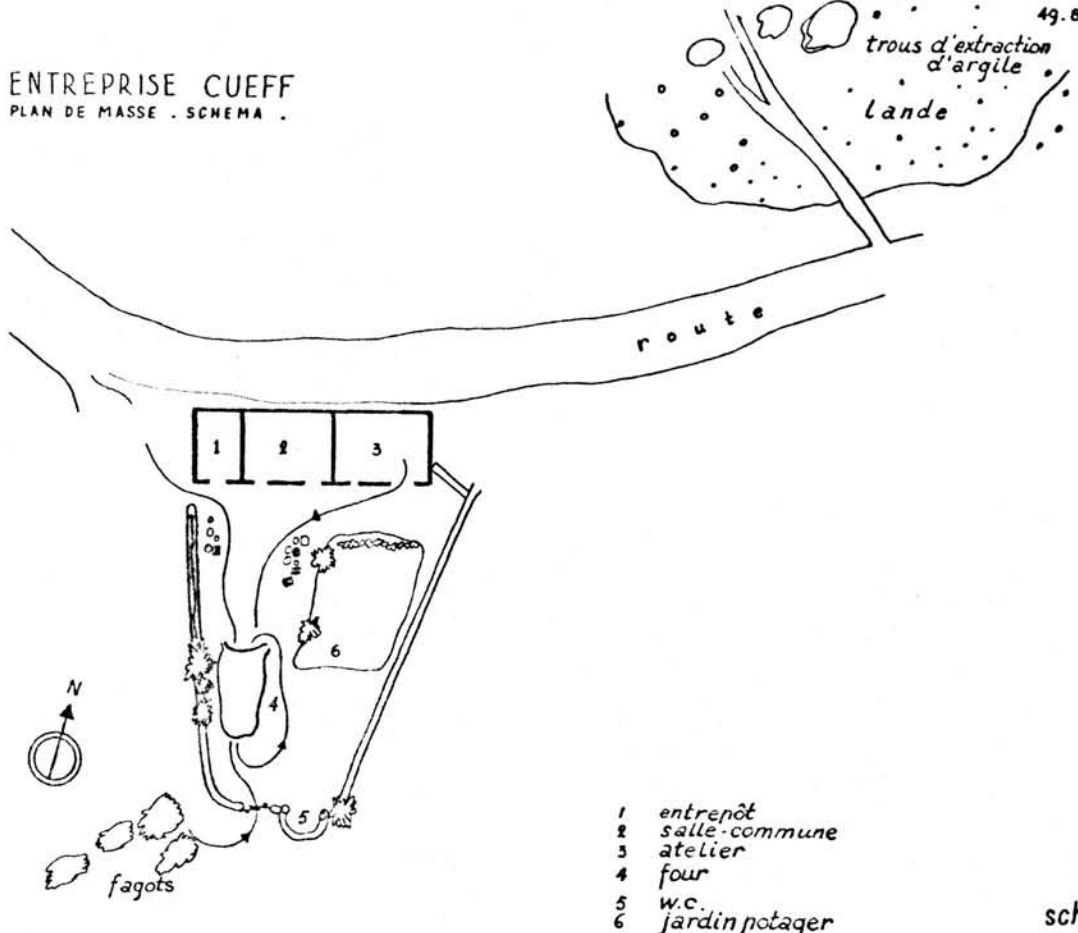 49.8
ENTREPRISE CUEFF
PLAN DE MASSE . SCHEMA .
trous d'extraction
d'argile
lande
route
1
2
3
6
4
N
5
fagots
1 entrepôt
2 salle-commune
3 atelier
4 four
5 w.c.
6 jardin potager
sch